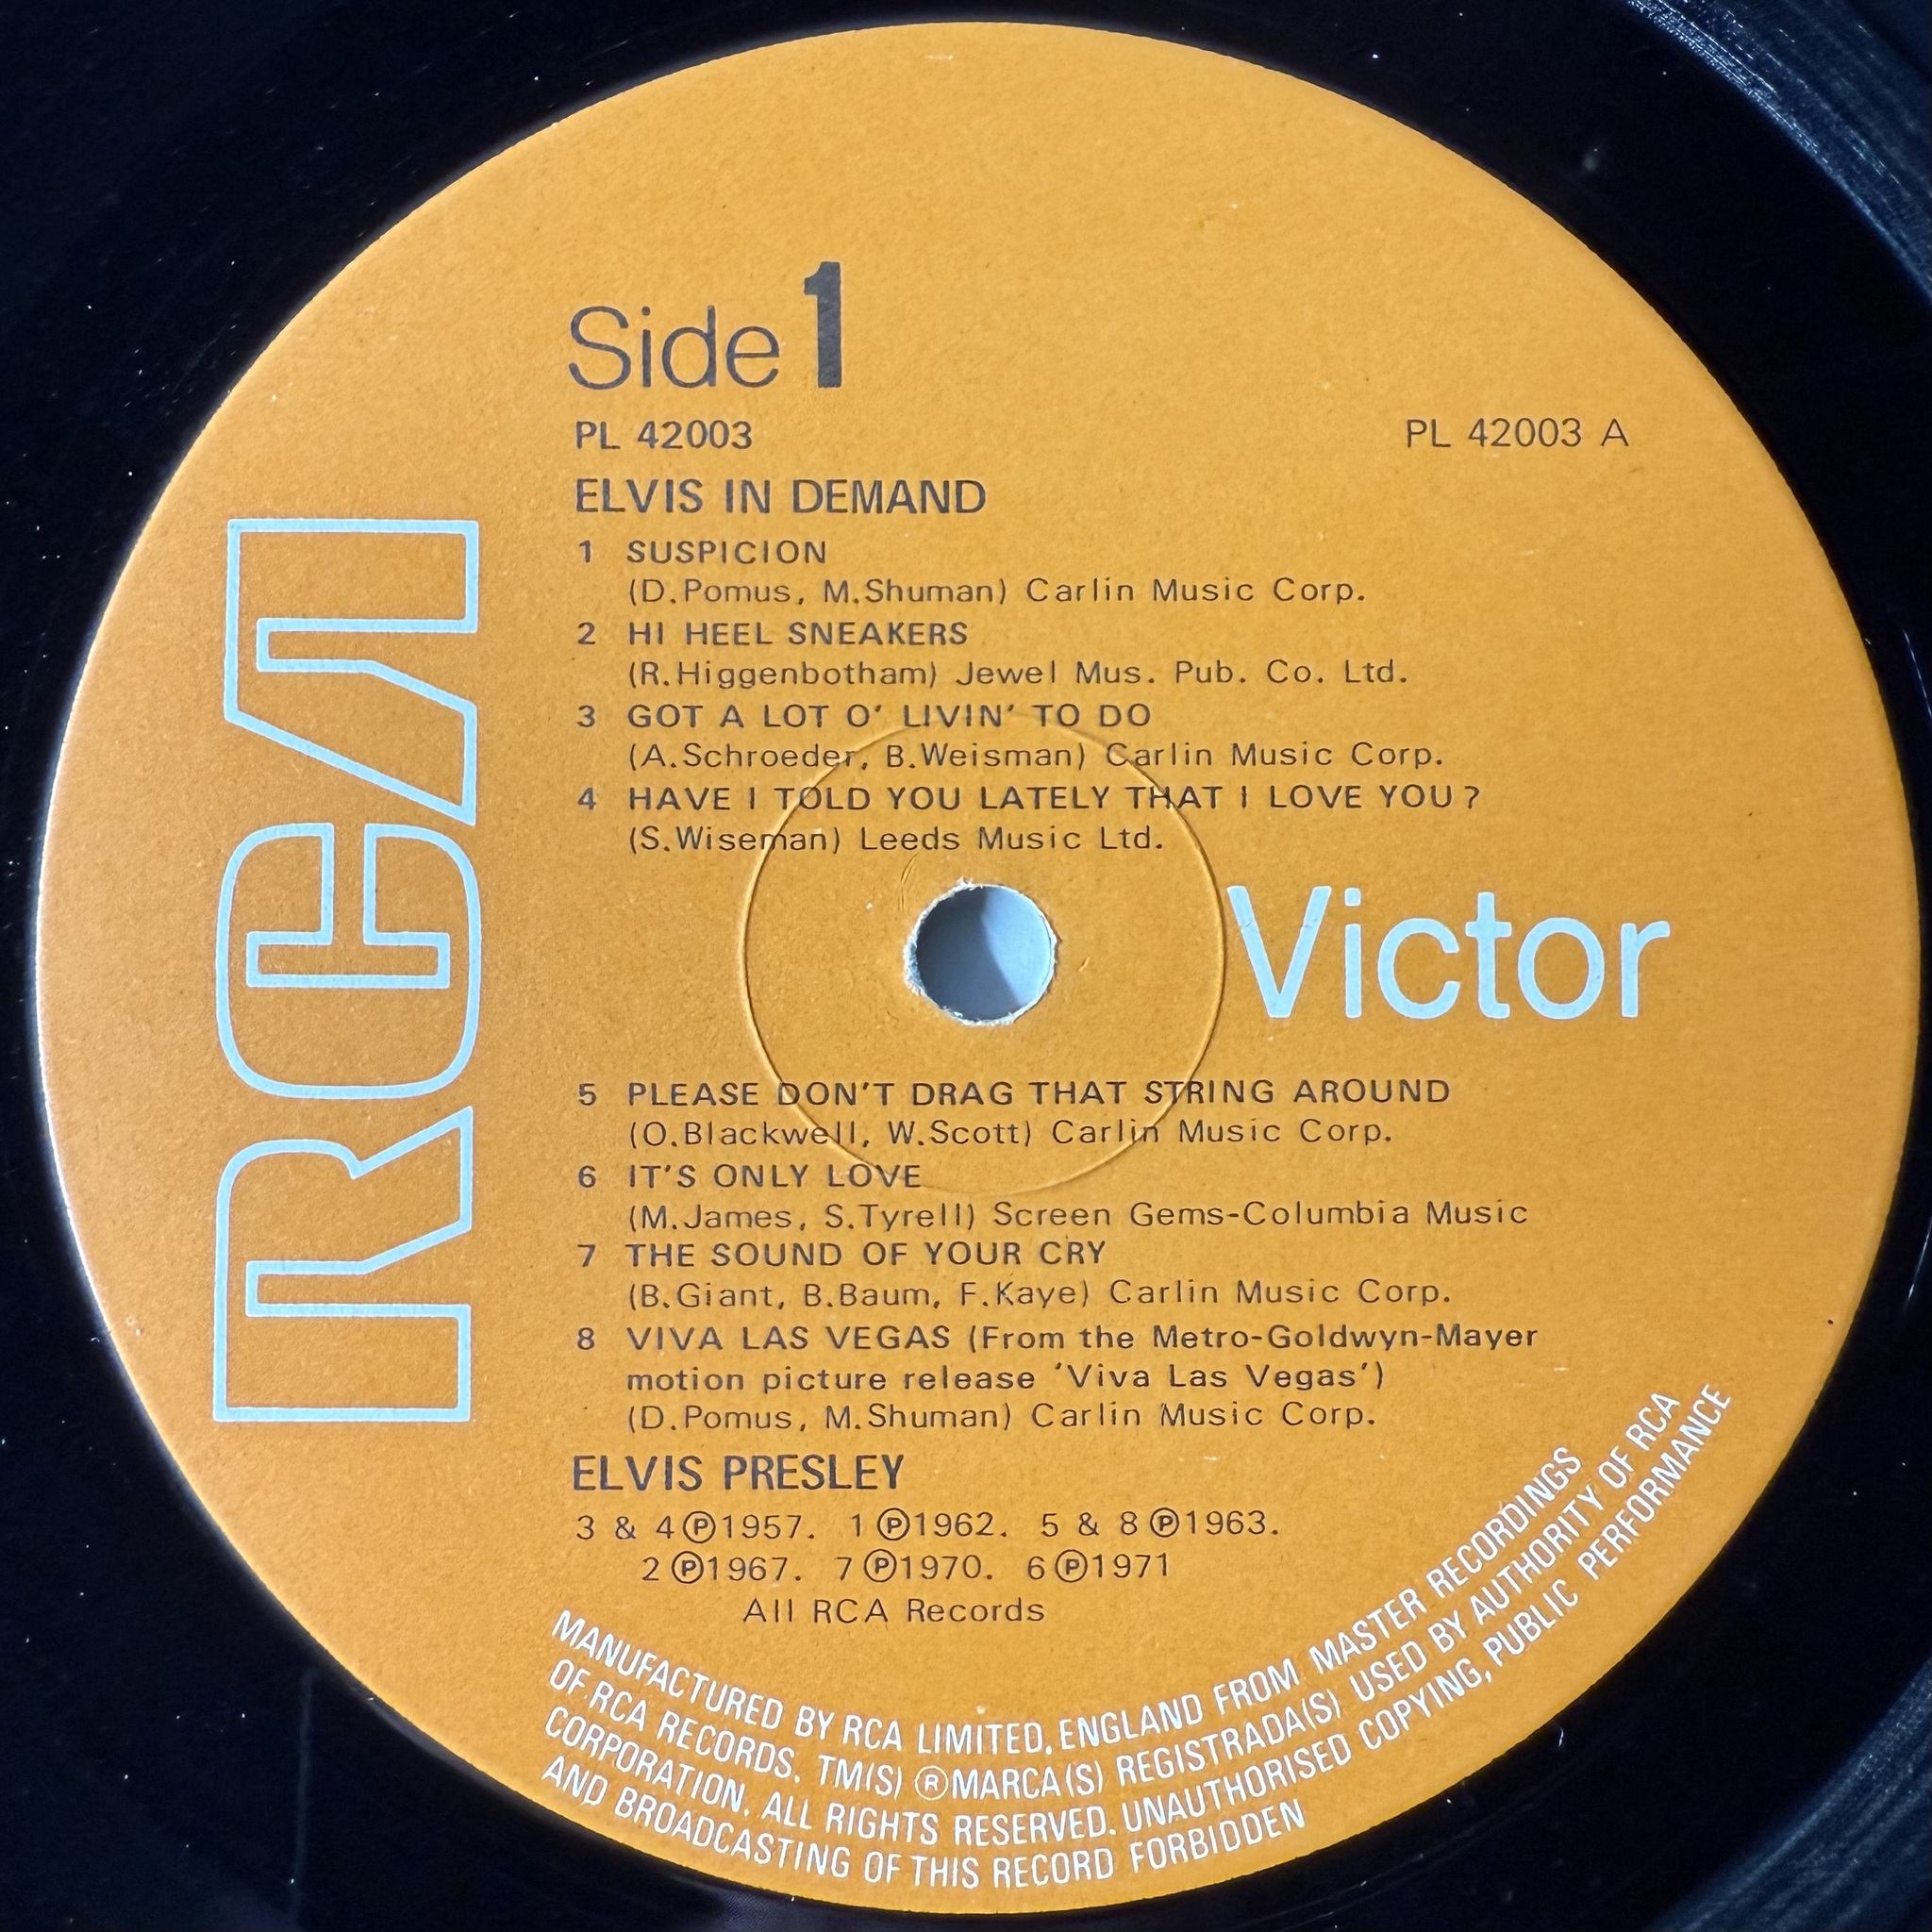 Side 1
PL 42003
PL 42003 A
ELVIS IN DEMAND
1 SUSPICION
(D.Pomus, M.Shuman) Carlin Music Corp.
2 HI HEEL SNEAKERS
(R.Higgenbotham) Jewel Mus. Pub. Co. Ltd.
3 GOT A LOT O' LIVIN' TO DO
(A.Schroeder, B.Weisman) Carlin Music Corp.
4 HAVE I TOLD YOU LATELY THAT I LOVE YOU?
(S.Wiseman) Leeds Music Ltd.
RCA
Victor
5 PLEASE DON'T DRAG THAT STRING AROUND
(O.Blackwell, W.Scott) Carlin Music Corp.
6 IT'S ONLY LOVE
(M.James, S.Tyrell) Screen Gems-Columbia Music
7 THE SOUND OF YOUR CRY
(B.Giant, B.Baum, F.Kaye) Carlin Music Corp.
8 VIVA LAS VEGAS (From the Metro-Goldwyn-Mayer
motion picture release 'Viva Las Vegas')
(D.Pomus, M.Shuman) Carlin Music Corp.
ELVIS PRESLEY
3 & 4℗1957. 1℗1962. 5 & 8℗1963.
2℗1967. 7℗1970. 6℗1971
All RCA Records
MANUFACTURED BY RCA LIMITED, ENGLAND FROM MASTER RECORDINGS
OF RCA RECORDS. TM(S) ®MARCA(S) REGISTRADA(S) USED BY AUTHORITY OF RCA
CORPORATION. ALL RIGHTS RESERVED. UNAUTHORISED COPYING, PUBLIC PERFORMANCE
AND BROADCASTING OF THIS RECORD FORBIDDEN